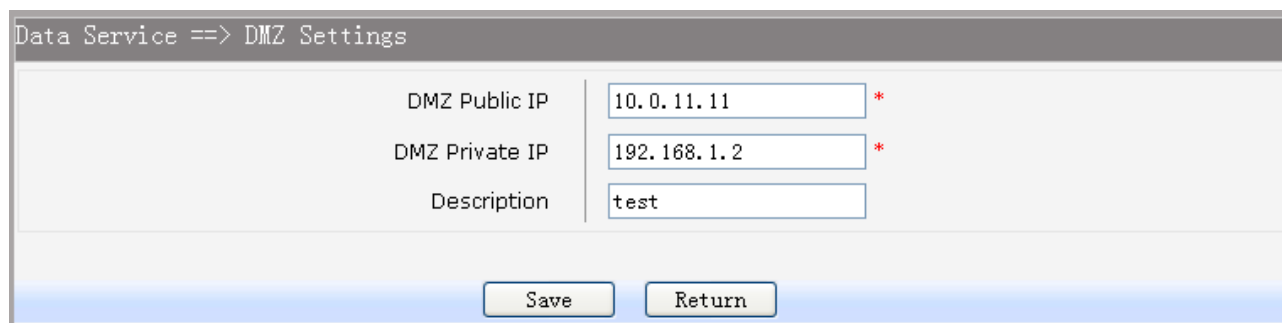 Data Service ==> DMZ Settings
DMZ Public IP 10.0.11.11 *
DMZ Private IP 192.168.1.2 *
Description test
Save Return